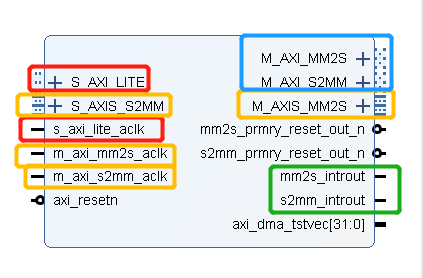 M_AXI_MM2S
S_AXI_LITE
M_AXI_S2MM
S_AXIS_S2MM
M_AXIS_MM2S
s_axi_lite_aclk
mm2s_prmry_reset_out_n
m_axi_mm2s_aclk
s2mm_prmry_reset_out_n
m_axi_s2mm_aclk
mm2s_introut
axi_resetn
s2mm_introut
axi_dma_tstvec[31:0]